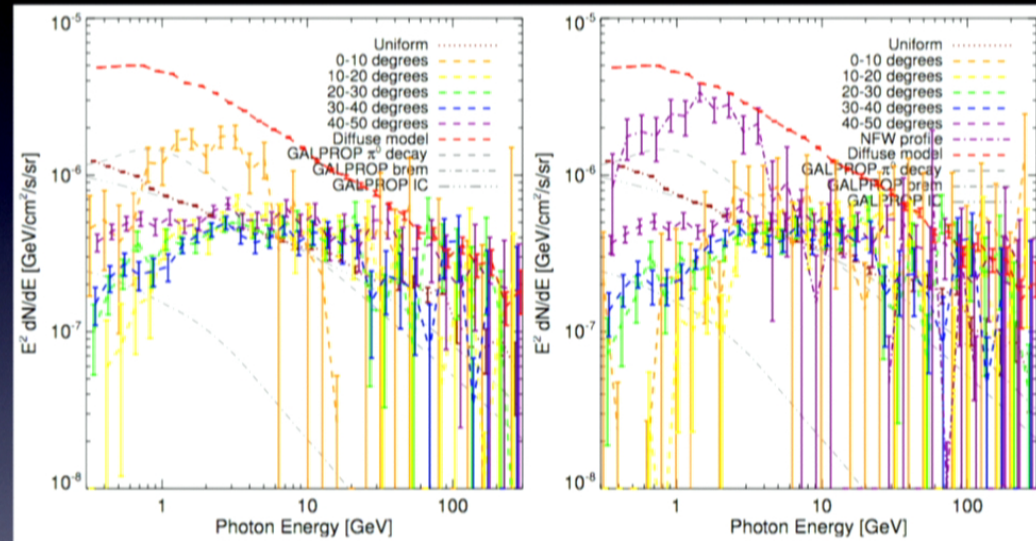 10^-5
10^-6
10^-7
10^-8
E² dN/dE [GeV/cm²/s/sr]
Uniform
0-10 degrees
10-20 degrees
20-30 degrees
30-40 degrees
40-50 degrees
Diffuse model
GALPROP π⁰ decay
GALPROP brem
GALPROP IC
1
10
100
Photon Energy [GeV]
10^-5
10^-6
10^-7
10^-8
E² dN/dE [GeV/cm²/s/sr]
Uniform
0-10 degrees
10-20 degrees
20-30 degrees
30-40 degrees
40-50 degrees
NFW profile
Diffuse model
GALPROP π⁰ decay
GALPROP brem
GALPROP IC
1
10
100
Photon Energy [GeV]